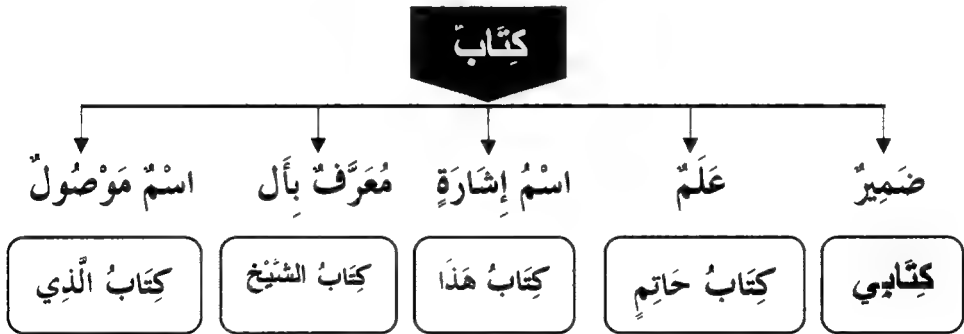 كِتَابٌ
ضَمِيرٌ عَلَمٌ اسْمُ إِشَارَةٍ مُعَرَّفٌ بِأَل اسْمٌ مَوْصُولٌ
كِتَابِي كِتَابُ حَاتِمٍ كِتَابُ هَذَا كِتَابُ الشَّيْخ كِتَابُ الَّذِي